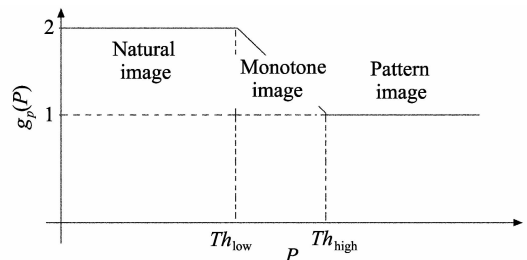 2
Natural
image
Monotone
image
Pattern
image
g_p(P)
1
Th_low
Th_high
P